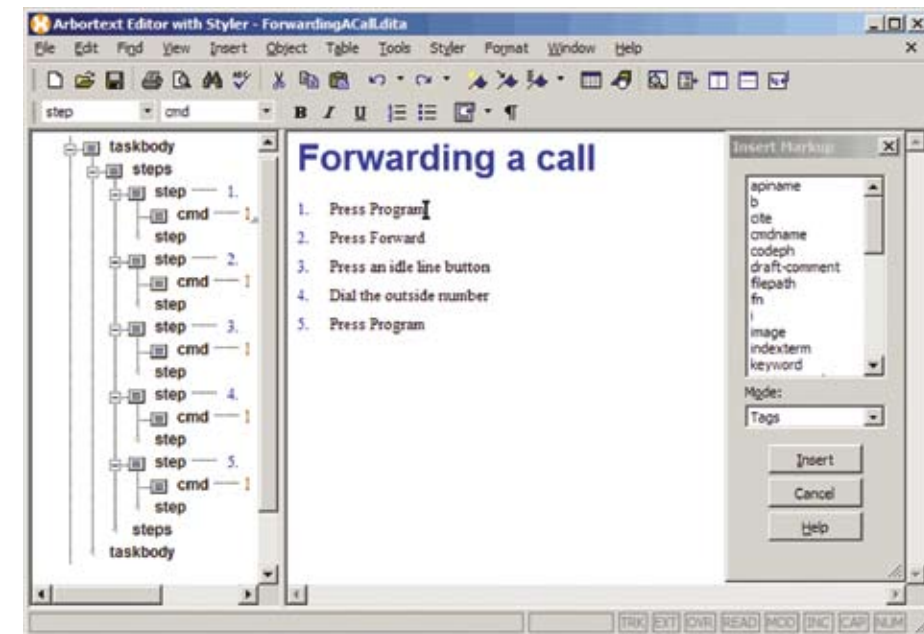 Arbortext Editor with Styler - ForwardingACall.dita
File Edit Find View Insert Object Table Tools Styler Format Window Help
step cmd B I U
taskbody
steps
step 1.
cmd
step
step 2.
cmd
step
step 3.
cmd
step
step 4.
cmd
step
step 5.
cmd
step
steps
taskbody
Forwarding a call
1. Press Program
2. Press Forward
3. Press an idle line button
4. Dial the outside number
5. Press Program
Insert Markup
apiname
b
cite
cmdname
codeph
draft-comment
filepath
fn
i
image
indexterm
keyword
Mode:
Tags
Insert
Cancel
Help
TRK EXT OVR READ MOD INC CAP NUM